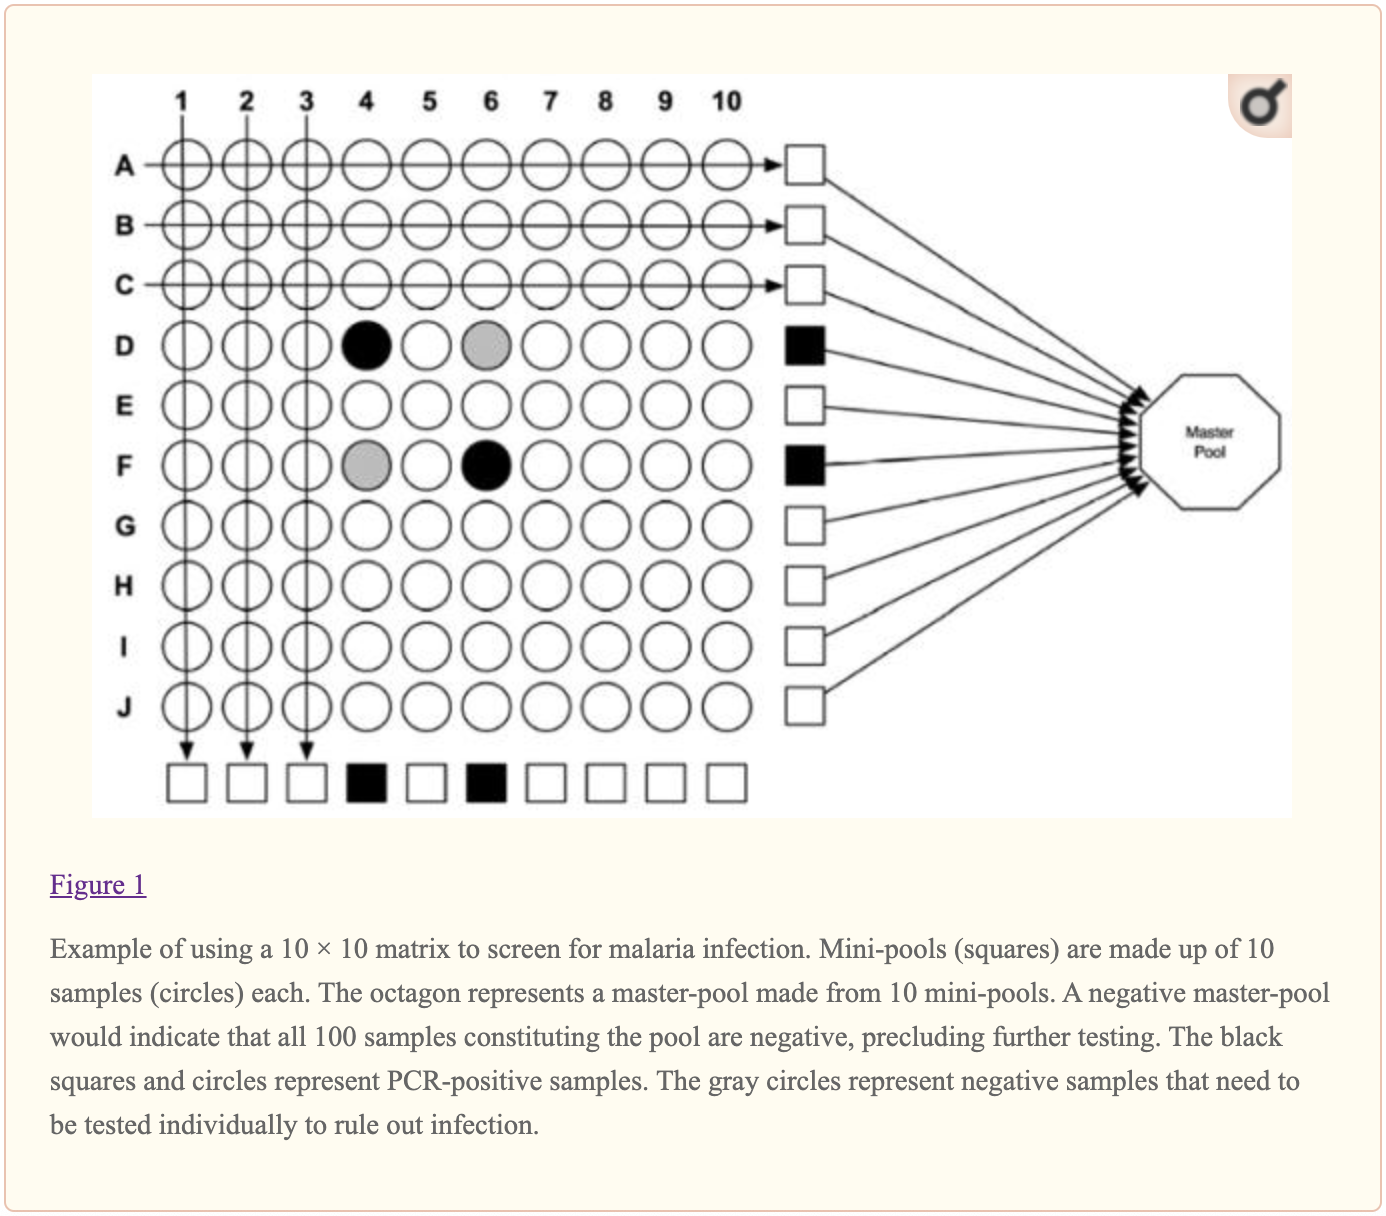 1 2 3 4 5 6 7 8 9 10
A
B
C
D
E
F
G
H
I
J
Master
Pool
Figure 1
Example of using a 10 × 10 matrix to screen for malaria infection. Mini-pools (squares) are made up of 10
samples (circles) each. The octagon represents a master-pool made from 10 mini-pools. A negative master-pool
would indicate that all 100 samples constituting the pool are negative, precluding further testing. The black
squares and circles represent PCR-positive samples. The gray circles represent negative samples that need to
be tested individually to rule out infection.